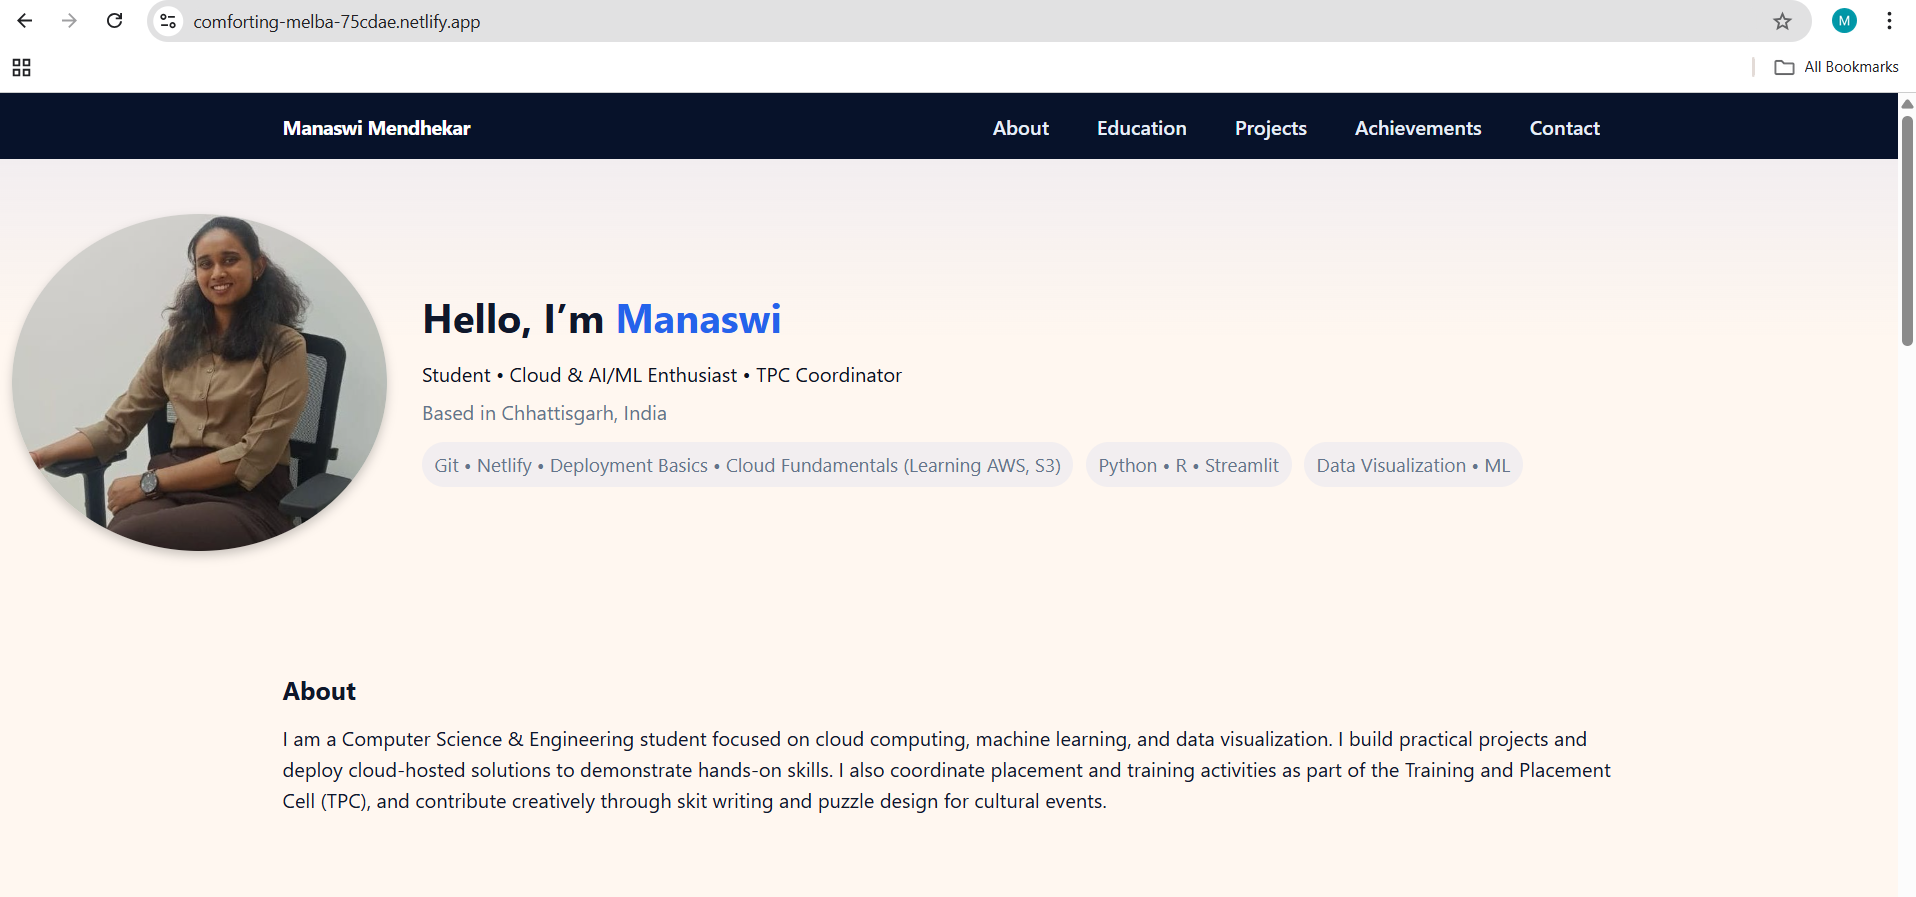 comforting-melba-75cdae.netlify.app
M
All Bookmarks
Manaswi Mendhekar
About
Education
Projects
Achievements
Contact
Hello, I’m Manaswi
Student • Cloud & AI/ML Enthusiast • TPC Coordinator
Based in Chhattisgarh, India
Git • Netlify • Deployment Basics • Cloud Fundamentals (Learning AWS, S3)
Python • R • Streamlit
Data Visualization • ML
About
I am a Computer Science & Engineering student focused on cloud computing, machine learning, and data visualization. I build practical projects and
deploy cloud-hosted solutions to demonstrate hands-on skills. I also coordinate placement and training activities as part of the Training and Placement
Cell (TPC), and contribute creatively through skit writing and puzzle design for cultural events.